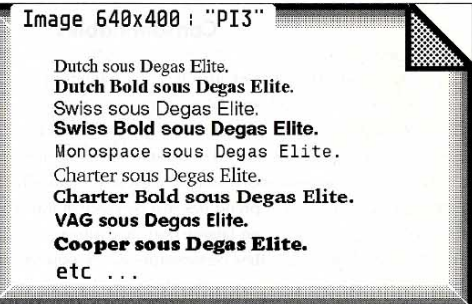 Image 640x400 : "PI3"
Dutch sous Degas Elite.
Dutch Bold sous Degas Elite.
Swiss sous Degas Elite.
Swiss Bold sous Degas Elite.
Monospace sous Degas Elite.
Charter sous Degas Elite.
Charter Bold sous Degas Elite.
VAG sous Degas Elite.
Cooper sous Degas Elite.
etc ...